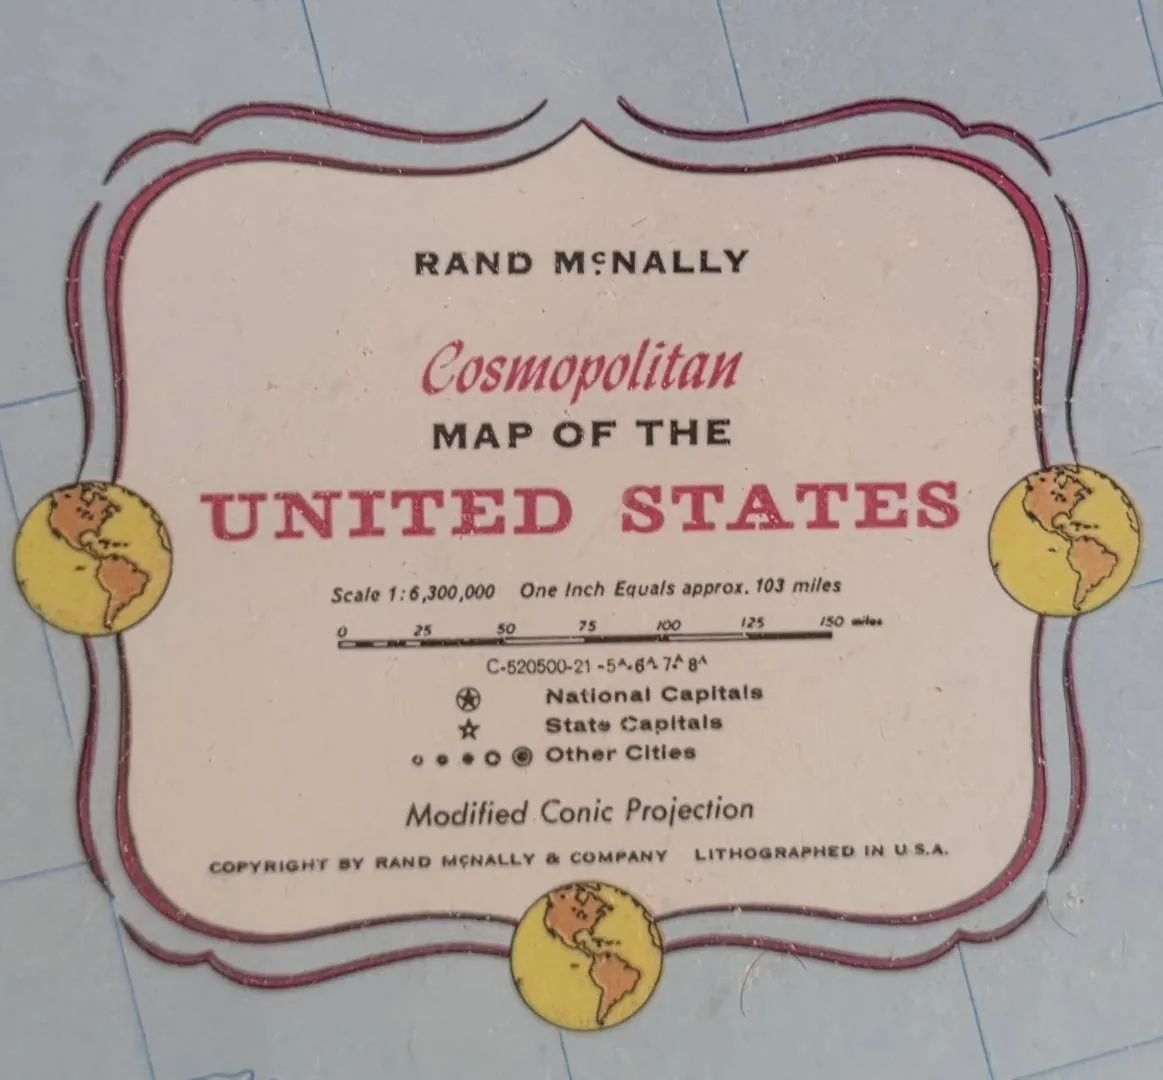 RAND McNALLY
Cosmopolitan
MAP OF THE
UNITED STATES
Scale 1:6,300,000 One Inch Equals approx. 103 miles
0 25 50 75 100 125 150 miles
C-520500-21 -5A-6A-7A-8A
National Capitals
State Capitals
Other Cities
Modified Conic Projection
COPYRIGHT BY RAND McNALLY & COMPANY LITHOGRAPHED IN U.S.A.